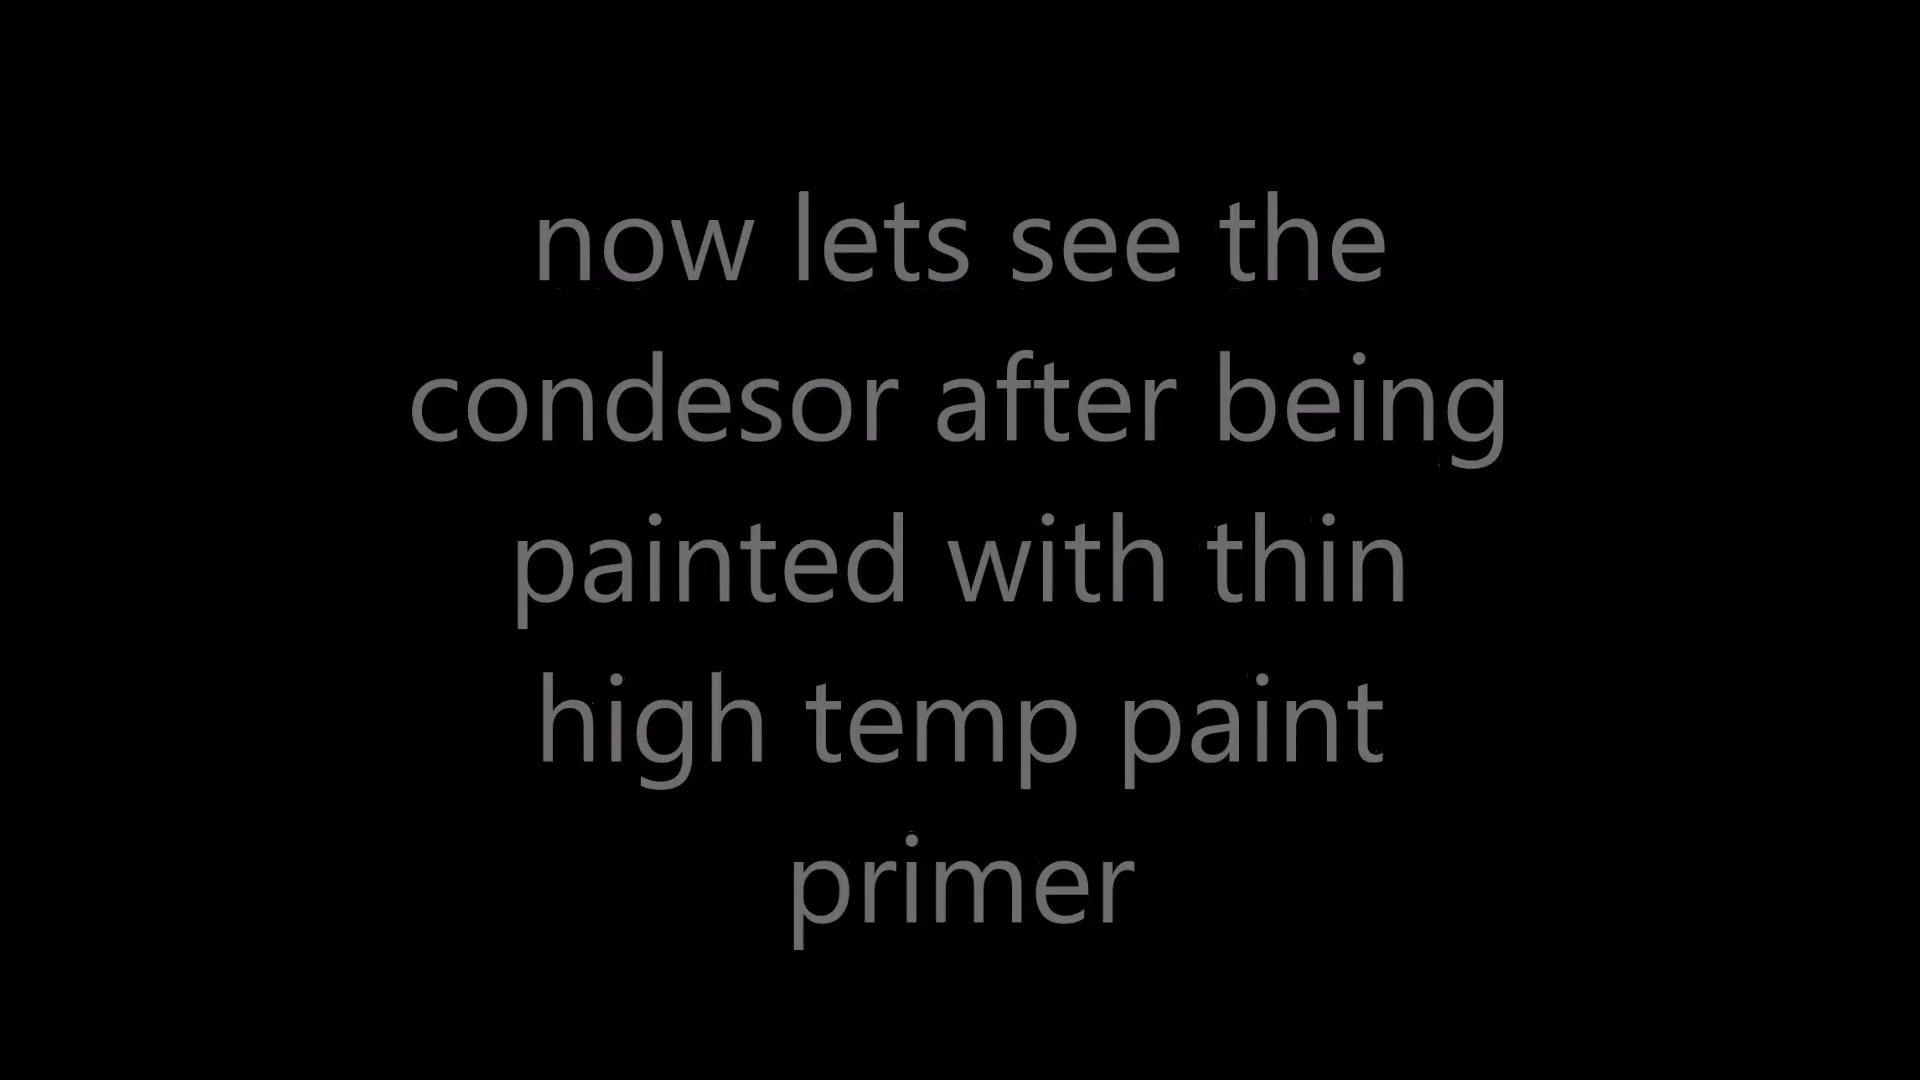 now lets see the
condesor after being
painted with thin
high temp paint
primer